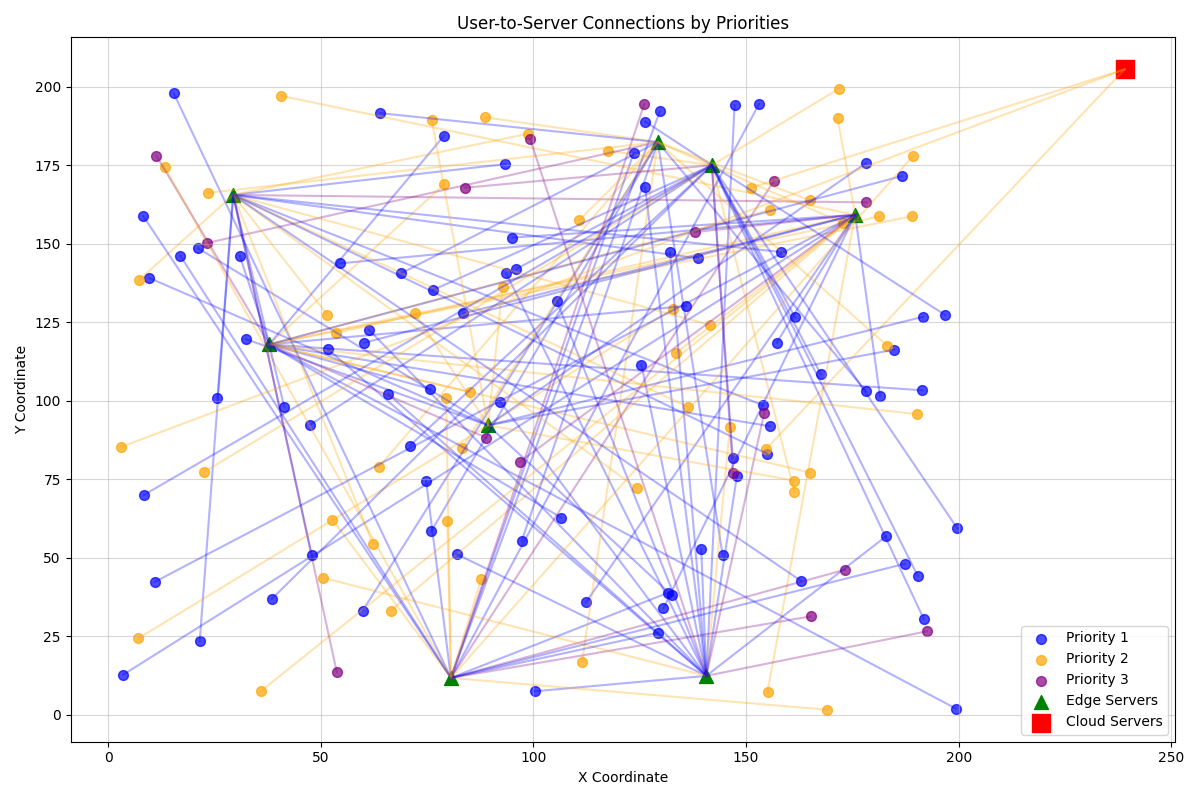 User-to-Server Connections by Priorities
Y Coordinate
200
175
150
125
100
75
50
25
0
0 50 100 150 200 250
X Coordinate
Priority 1
Priority 2
Priority 3
Edge Servers
Cloud Servers